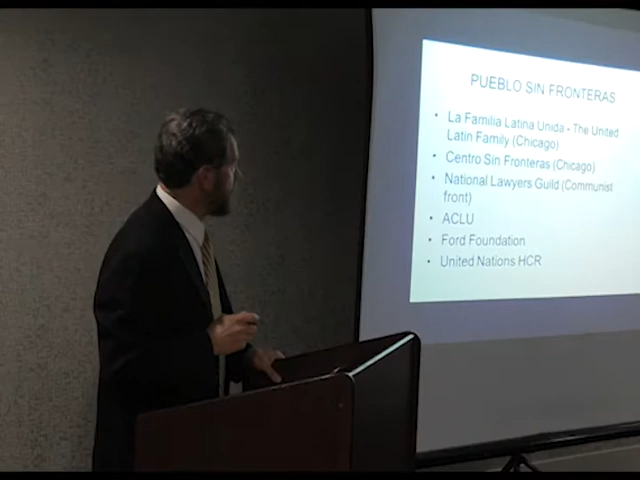 PUEBLO SIN FRONTERAS
• La Familia Latina Unida - The United
Latin Family (Chicago)
• Centro Sin Fronteras (Chicago)
• National Lawyers Guild (Communist
front)
• ACLU
• Ford Foundation
• United Nations HCR